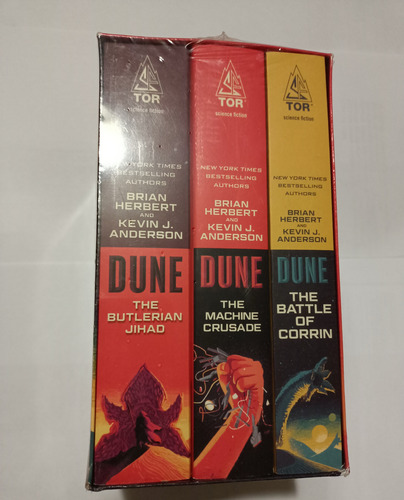 TOR
science fiction
NEW YORK TIMES
BESTSELLING
AUTHORS
BRIAN
HERBERT
AND
KEVIN J.
ANDERSON
DUNE
THE
BUTLERIAN
JIHAD
TOR
science fiction
NEW YORK TIMES
BESTSELLING
AUTHORS
BRIAN
HERBERT
AND
KEVIN J.
ANDERSON
DUNE
THE
MACHINE
CRUSADE
TOR
science fiction
NEW YORK TIMES
BESTSELLING
AUTHORS
BRIAN
HERBERT
AND
KEVIN J.
ANDERSON
DUNE
THE
BATTLE
OF
CORRIN